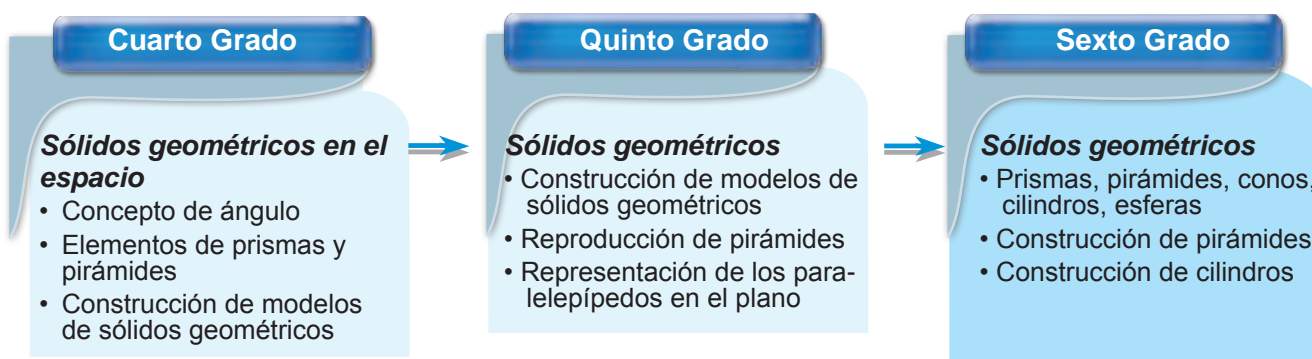 Cuarto Grado
Sólidos geométricos en el
espacio
• Concepto de ángulo
• Elementos de prismas y
pirámides
• Construcción de modelos
de sólidos geométricos
Quinto Grado
Sólidos geométricos
• Construcción de modelos de
sólidos geométricos
• Reproducción de pirámides
• Representación de los para-
lelepípedos en el plano
Sexto Grado
Sólidos geométricos
• Prismas, pirámides, conos,
cilindros, esferas
• Construcción de pirámides
• Construcción de cilindros